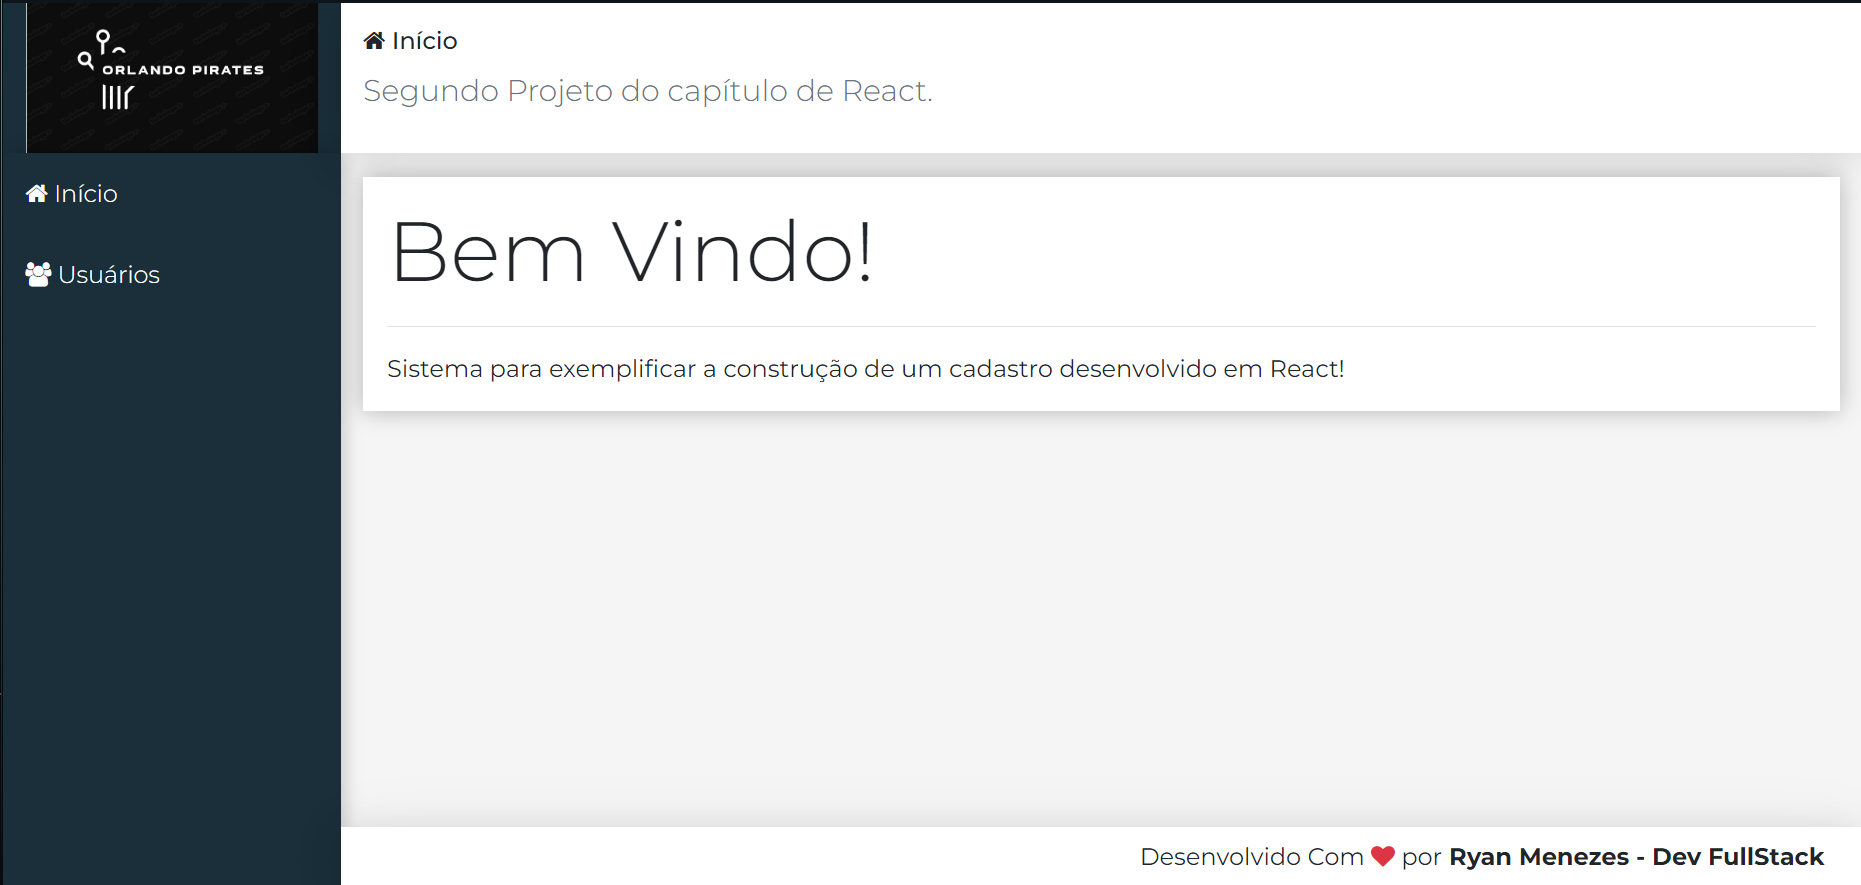 ORLANDO PIRATES
Início
Usuários
Início
Segundo Projeto do capítulo de React.
Bem Vindo!
Sistema para exemplificar a construção de um cadastro desenvolvido em React!
Desenvolvido Com por Ryan Menezes - Dev FullStack